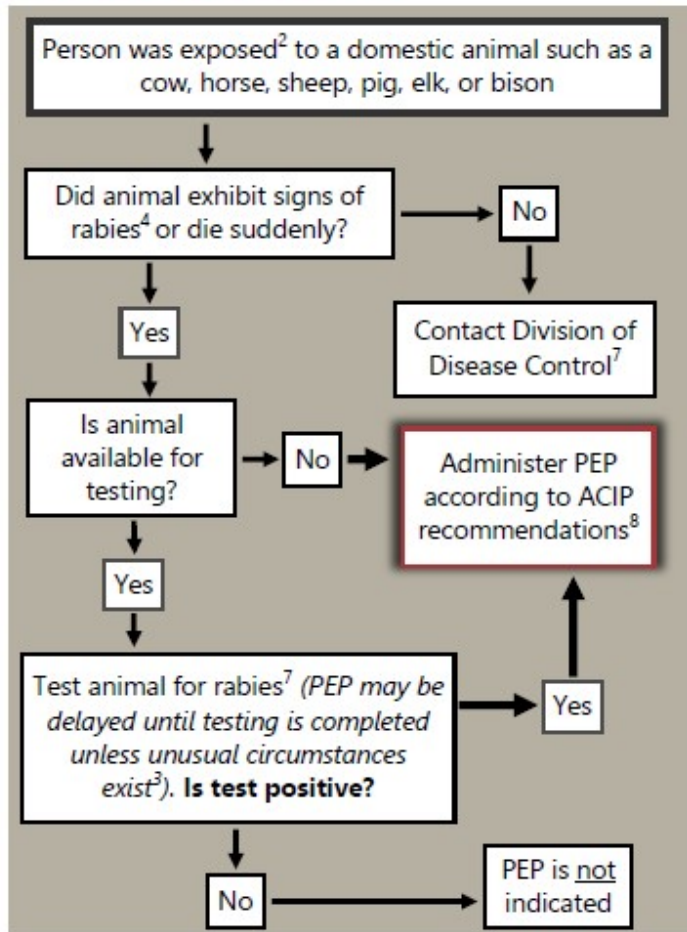 Person was exposed² to a domestic animal such as a
cow, horse, sheep, pig, elk, or bison
Did animal exhibit signs of
rabies⁴ or die suddenly?
No
Yes
Contact Division of
Disease Control⁷
Is animal
available for
testing?
No
Administer PEP
according to ACIP
recommendations⁸
Yes
Test animal for rabies⁷ (PEP may be
delayed until testing is completed
unless unusual circumstances
exist³). Is test positive?
Yes
No
PEP is not
indicated